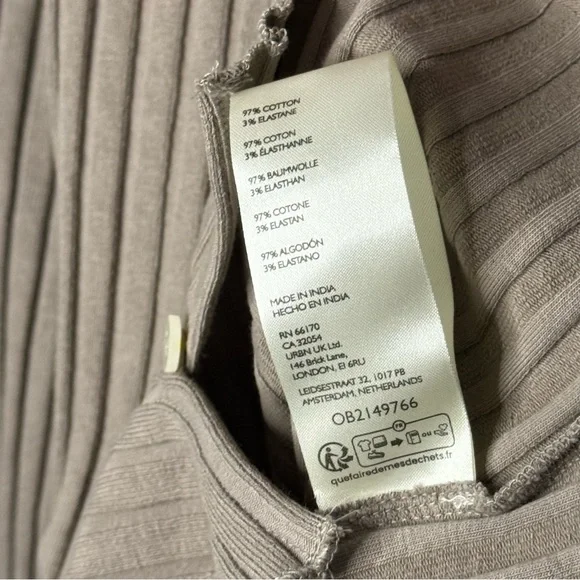 97% COTTON
3% ELASTANE
97% COTON
3% ÉLASTHANNE
97% BAUMWOLLE
3% ELASTHAN
97% COTONE
3% ELASTAN
97% ALGODÓN
3% ELASTANO
MADE IN INDIA
HECHO EN INDIA
RN 66170
CA 32054
URBN UK Ltd.
146 Brick Lane,
LONDON, E1 6RU
LEIDSESTRAAT 32, 1017 PB
AMSTERDAM, NETHERLANDS
OB2149766
FR
ou
quefairedemesdechets.fr